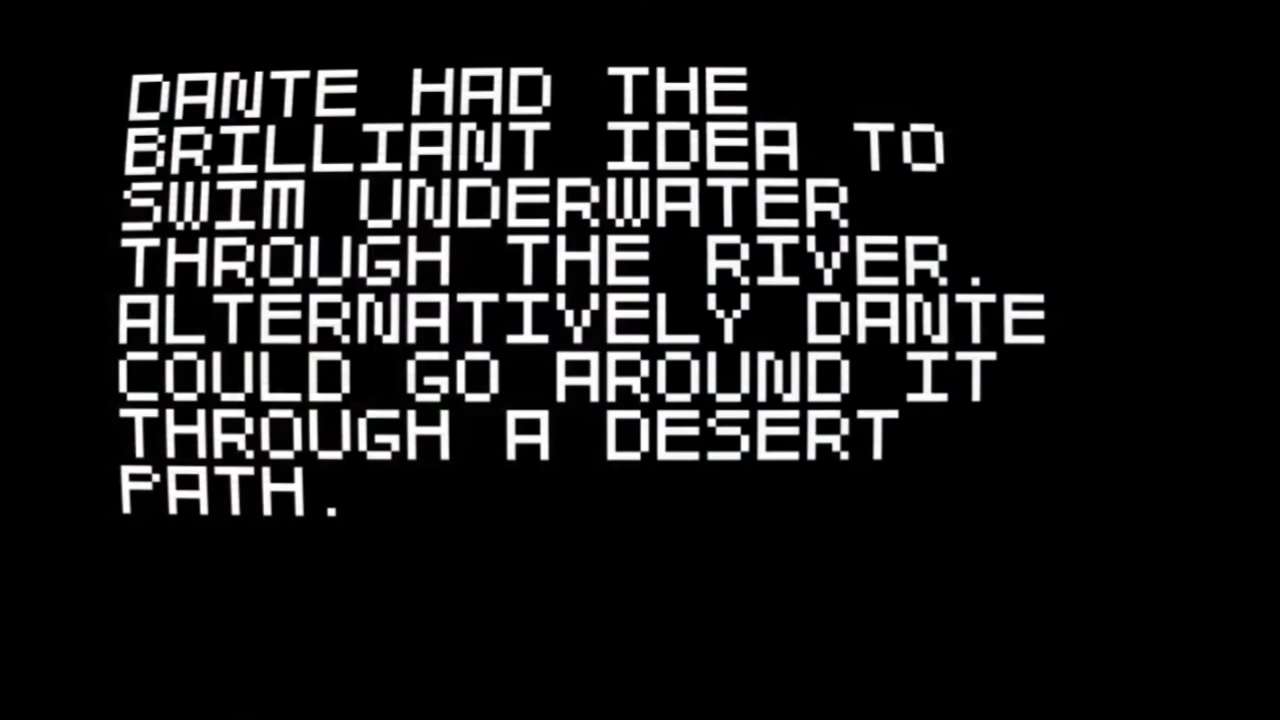 DANTE HAD THE
BRILLIANT IDEA TO
SWIM UNDERWATER
THROUGH THE RIVER.
ALTERNATIVELY DANTE
COULD GO AROUND IT
THROUGH A DESERT
PATH.